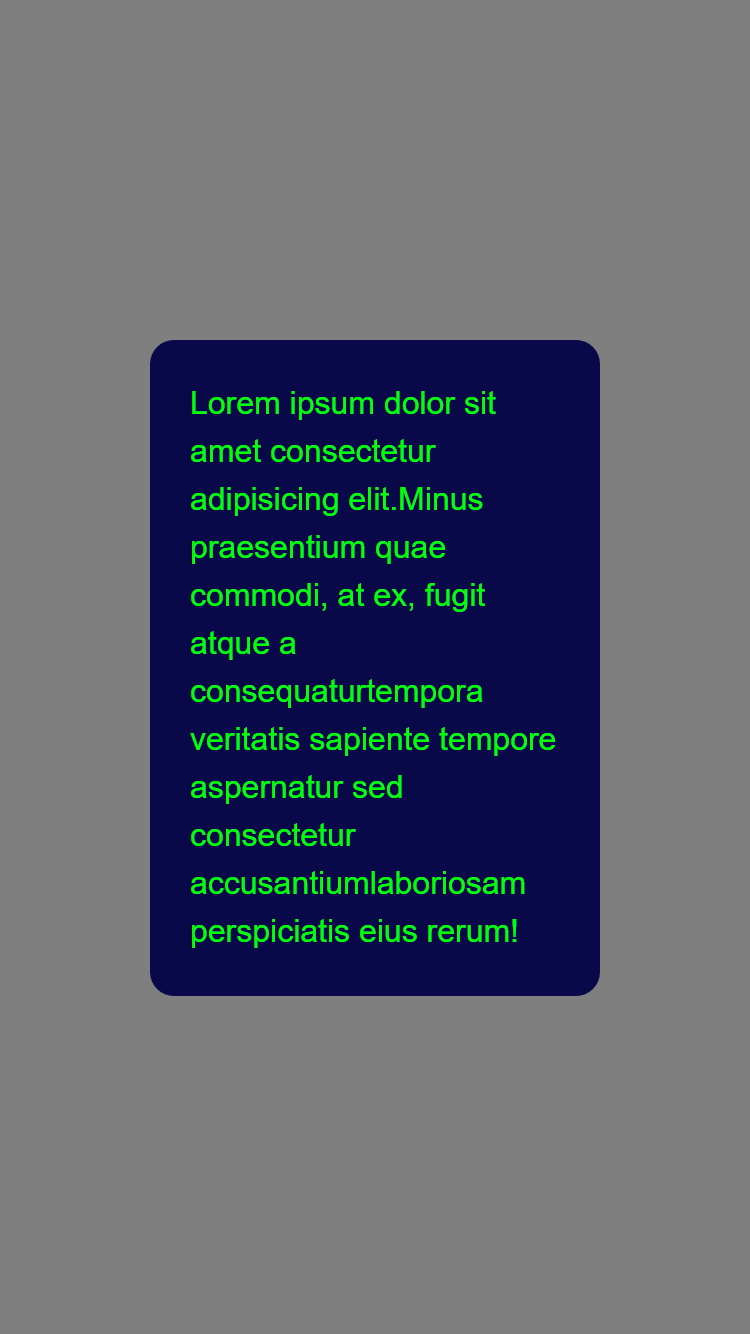 Lorem ipsum dolor sit
amet consectetur
adipisicing elit.Minus
praesentium quae
commodi, at ex, fugit
atque a
consequaturtempora
veritatis sapiente tempore
aspernatur sed
consectetur
accusantiumlaboriosam
perspiciatis eius rerum!